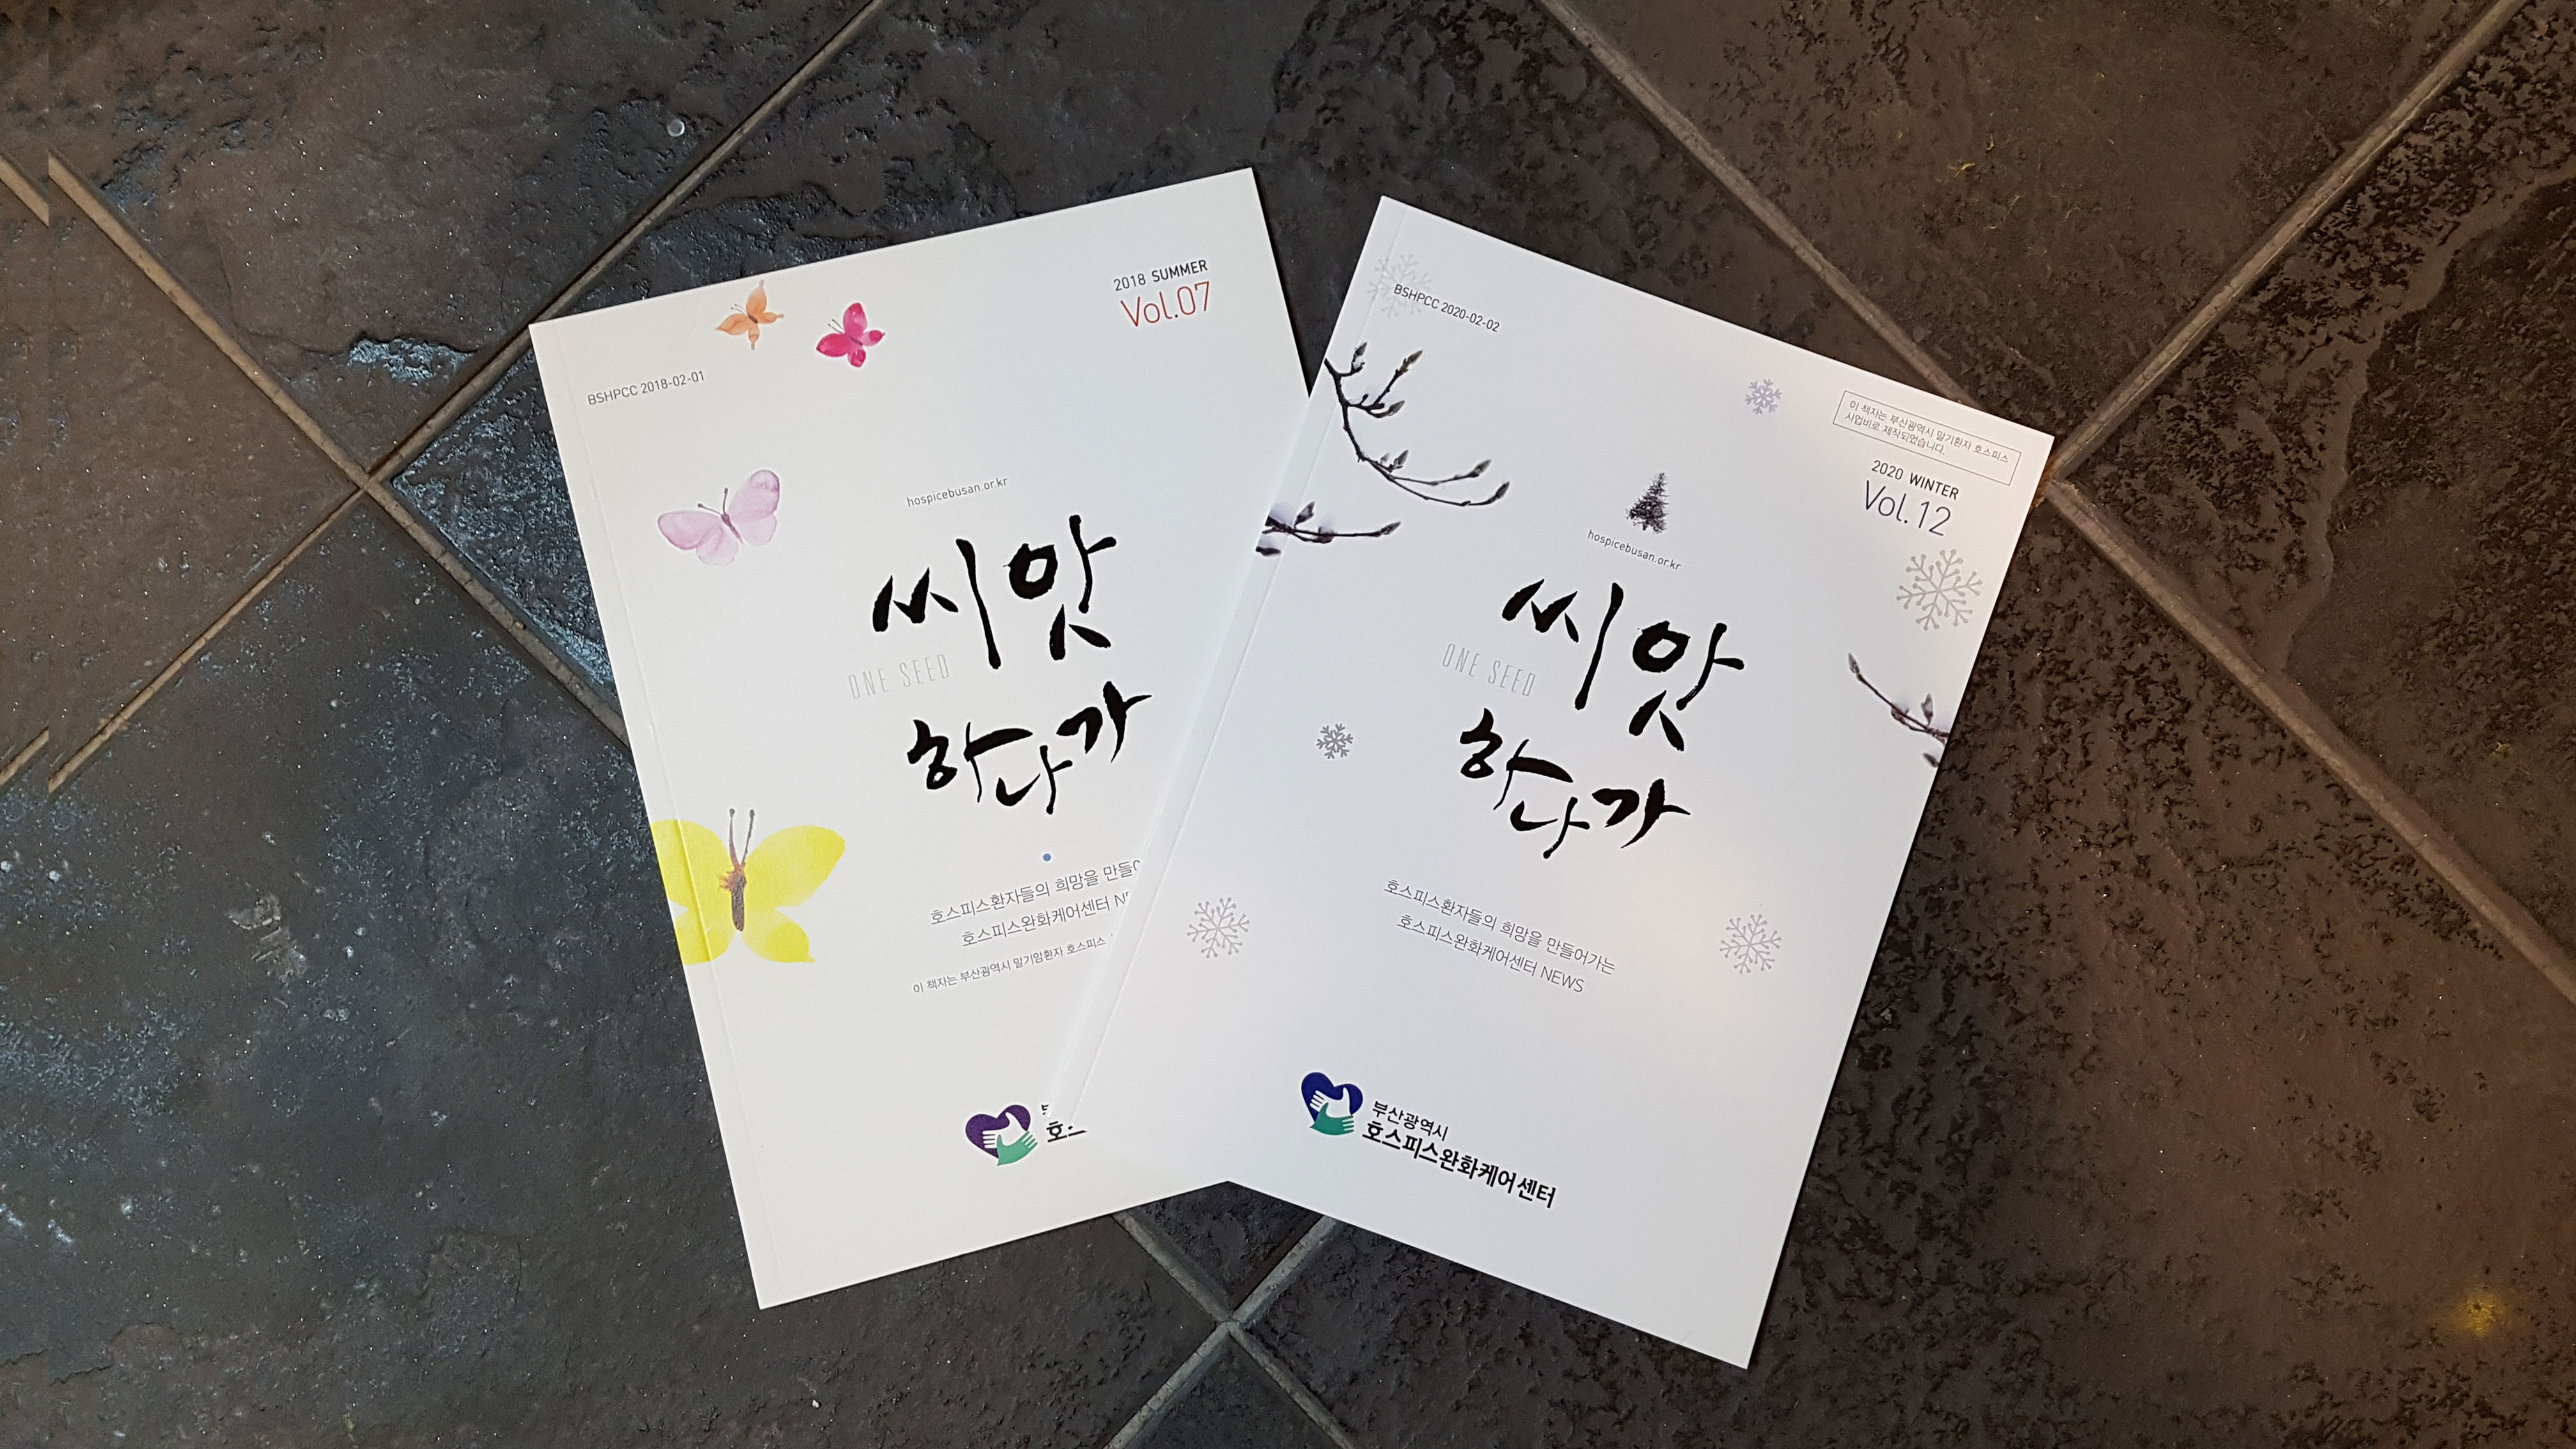 2018 SUMMER
Vol.07
BSHPCC 2018-02-01
hospicebusan.or.kr
씨앗
ONE SEED
하나가
호스피스환자들의 희망을 만들어
호스피스완화케어센터
이 책자는 부산광역시 말기암환자 호스피스
BSHPCC 2020-02-02
이 책자는 부산광역시 말기환자 호스피스
사업비로 제작되었습니다.
2020 WINTER
Vol.12
hospicebusan.or.kr
씨앗
ONE SEED
하나가
호스피스환자들의 희망을 만들어가는
호스피스완화케어센터 NEWS
부산광역시
호스피스완화케어센터